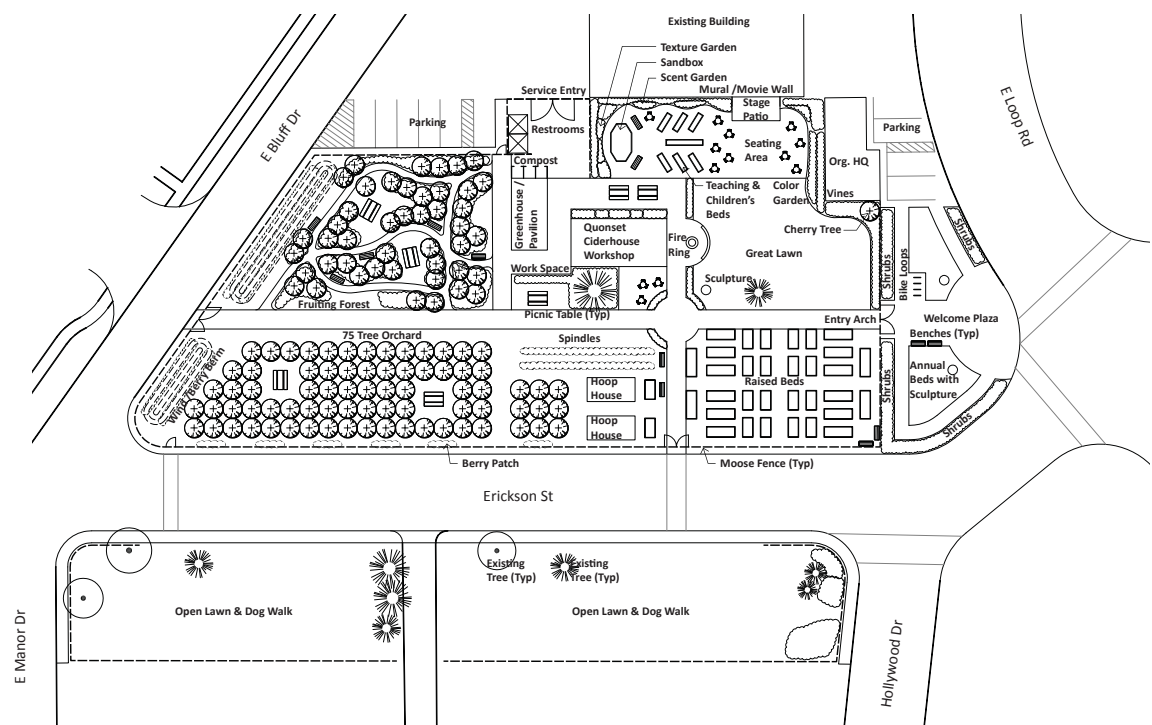 Existing Building
Texture Garden
Sandbox
Scent Garden
Service Entry
Mural /Movie Wall
Stage
Patio
E Loop Rd
E Bluff Dr
Parking
Restrooms
Parking
Seating
Area
Org. HQ
Compost
Greenhouse /
Pavilion
Teaching &
Children's
Beds
Color
Garden
Vines
Quonset
Ciderhouse
Workshop
Fire
Ring
Cherry Tree
Great Lawn
Shrubs
Shrubs
Bike Loops
Work Space
Sculpture
Fruiting Forest
Picnic Table (Typ)
Entry Arch
Welcome Plaza
Benches (Typ)
75 Tree Orchard
Spindles
Wind /Berry Berm
Hoop
House
Raised Beds
Shrubs
Annual
Beds with
Sculpture
Hoop
House
Shrubs
Berry Patch
Moose Fence (Typ)
Erickson St
Existing
Tree (Typ)
Existing
Tree (Typ)
Open Lawn & Dog Walk
Open Lawn & Dog Walk
E Manor Dr
Hollywood Dr